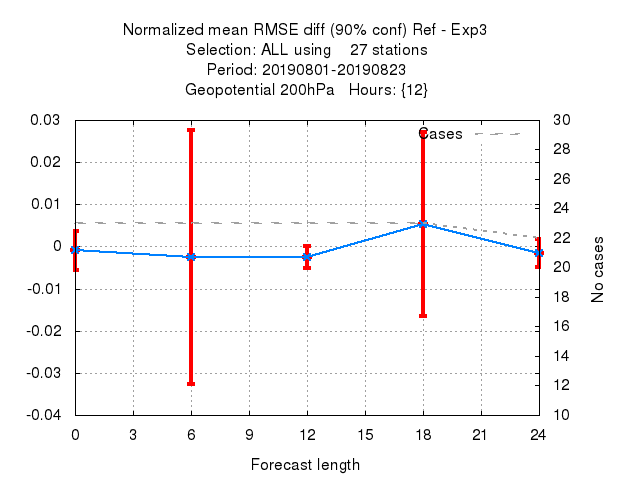 Normalized mean RMSE diff (90% conf) Ref - Exp3
Selection: ALL using    27 stations
Period: 20190801-20190823
Geopotential 200hPa   Hours: {12}
Cases
0.03
0.02
0.01
0
-0.01
-0.02
-0.03
-0.04
30
28
26
24
22
20
18
16
14
12
10
No cases
0 3 6 9 12 15 18 21 24
Forecast length